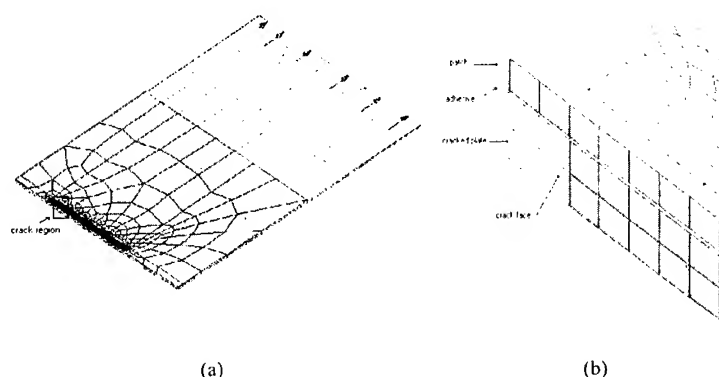 patch
adhesive
cracked plate
crack face
crack region
(a)
(b)